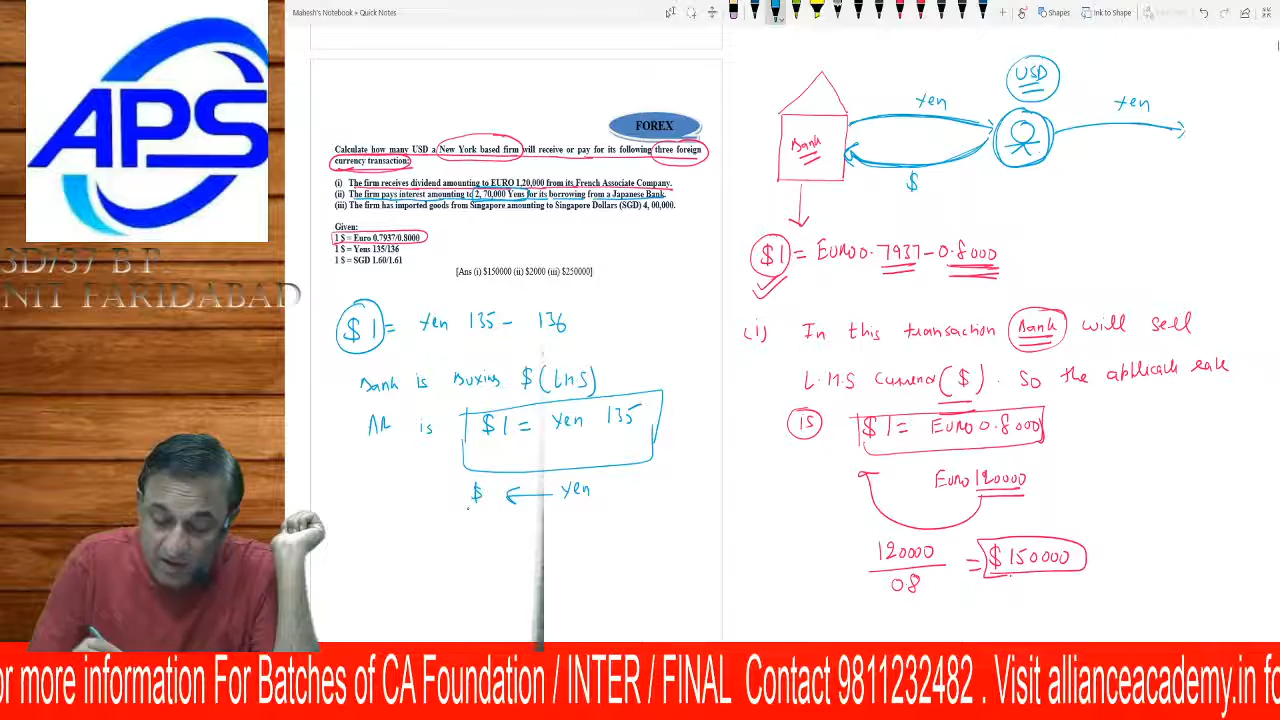 Mahesh's Notebook » Quick Notes
Shapes
Ink to Shape
APS
3D/37 B.P.
NIT FARIDABAD
FOREX
Calculate how many USD a New York based firm will receive or pay for its following three foreign
currency transaction:
(i) The firm receives dividend amounting to EURO 1,20,000 from its French Associate Company.
(ii) The firm pays interest amounting to 2, 70,000 Yens for its borrowing from a Japanese Bank.
(iii) The firm has imported goods from Singapore amounting to Singapore Dollars (SGD) 4, 00,000.
Given:
1 $ = Euro 0.7937/0.8000
1 $ = Yens 135/136
1 $ = SGD 1.60/1.61
[Ans (i) $150000 (ii) $2000 (iii) $250000]
$1 = Yen 135 - 136
Bank is Buxing $ (LHS)
AR is $1 = Yen 135
$ ← Yen
USD
Yen
Yen
Bank
$
$1 = EURO 0.7937 - 0.8000
(i) In this transaction Bank will sell
L.H.S currency ($). So the applicable rate
is $1 = EURO 0.8000
Euro 120000
120000
0.8
= $150000
or more information For Batches of CA Foundation / INTER / FINAL Contact 9811232482 . Visit allianceacademy.in fo